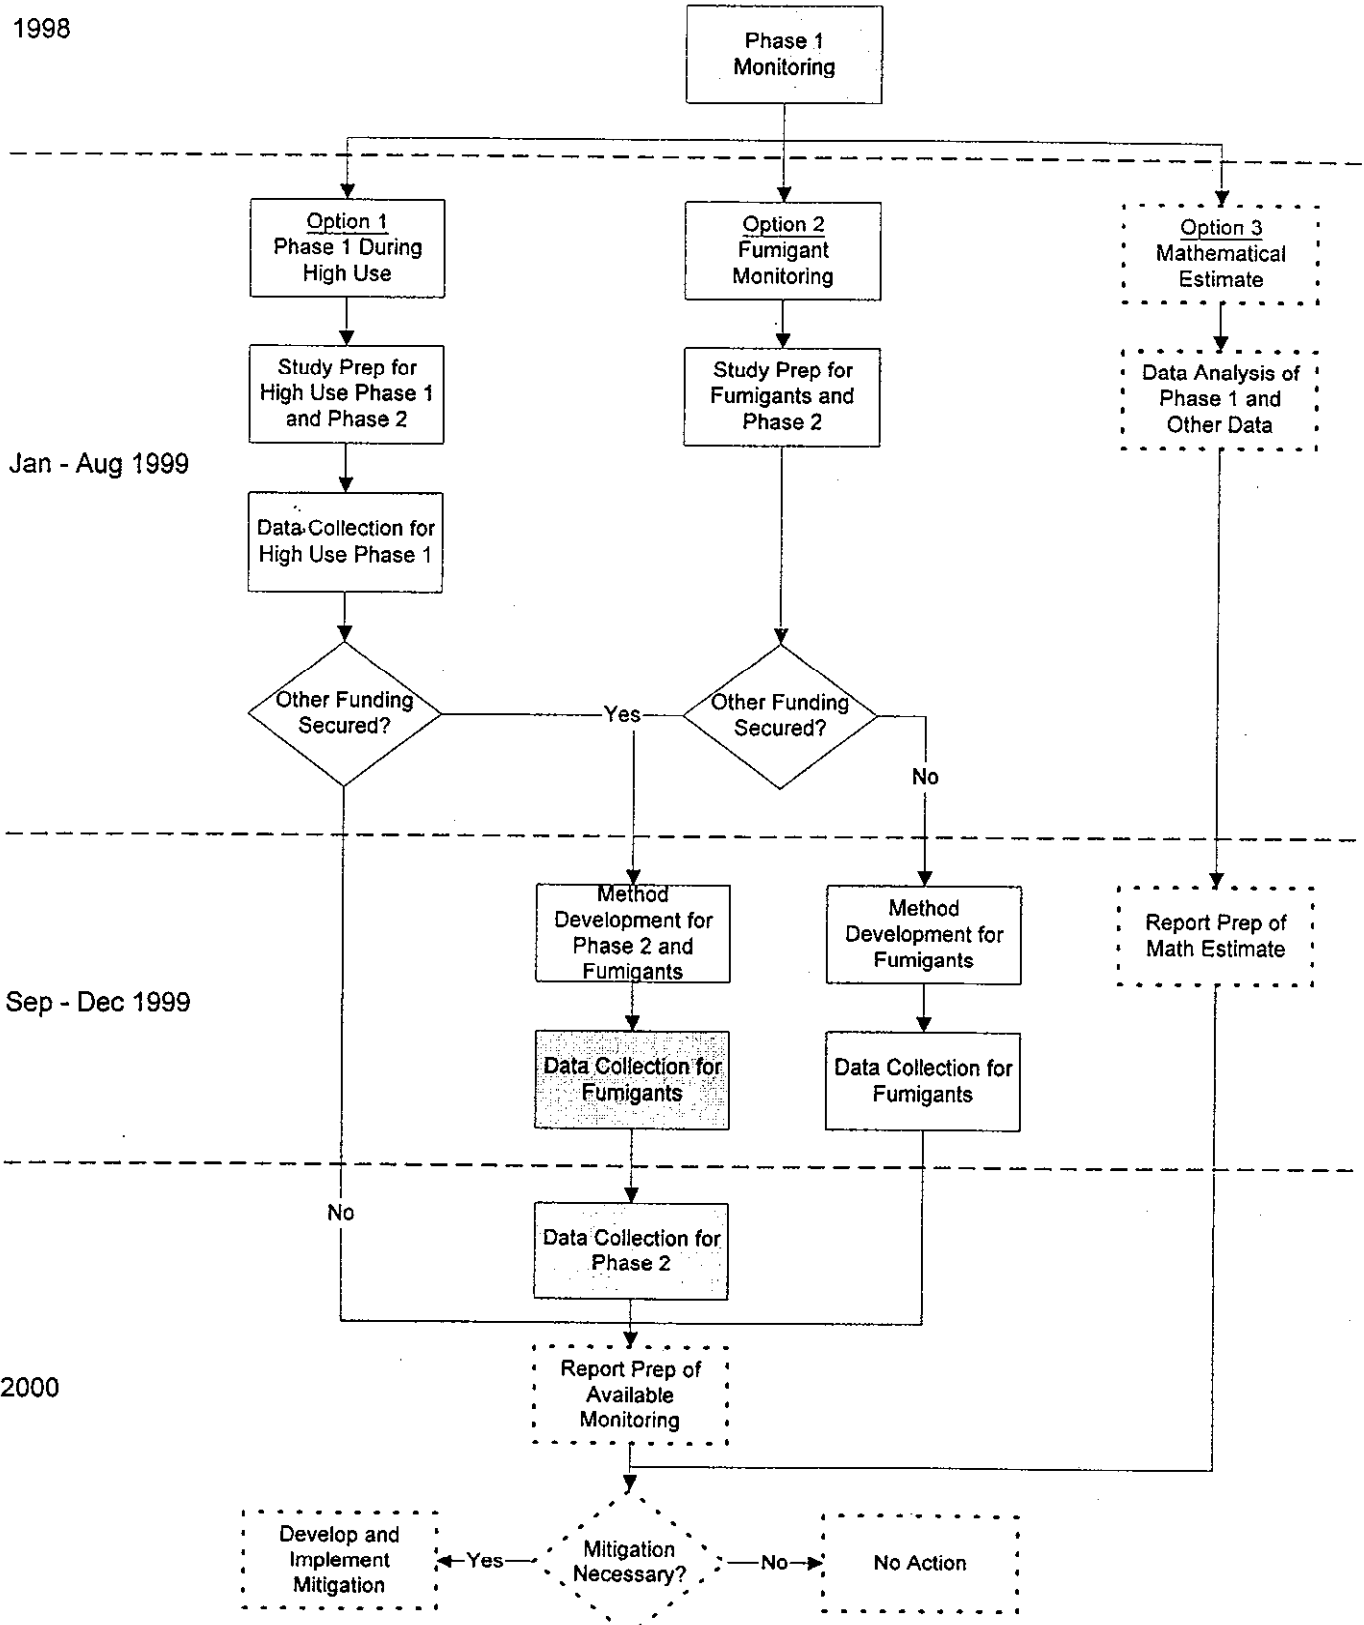 1998
Phase 1
Monitoring
Option 1
Phase 1 During
High Use
Option 2
Fumigant
Monitoring
Option 3
Mathematical
Estimate
Study Prep for
High Use Phase 1
and Phase 2
Study Prep for
Fumigants and
Phase 2
Data Analysis of
Phase 1 and
Other Data
Jan - Aug 1999
Data Collection for
High Use Phase 1
Other Funding
Secured?
Yes
Other Funding
Secured?
No
Method
Development for
Phase 2 and
Fumigants
Method
Development for
Fumigants
Report Prep of
Math Estimate
Sep - Dec 1999
Data Collection for
Fumigants
Data Collection for
Fumigants
No
Data Collection for
Phase 2
2000
Report Prep of
Available
Monitoring
Develop and
Implement
Mitigation
Yes
Mitigation
Necessary?
No
No Action